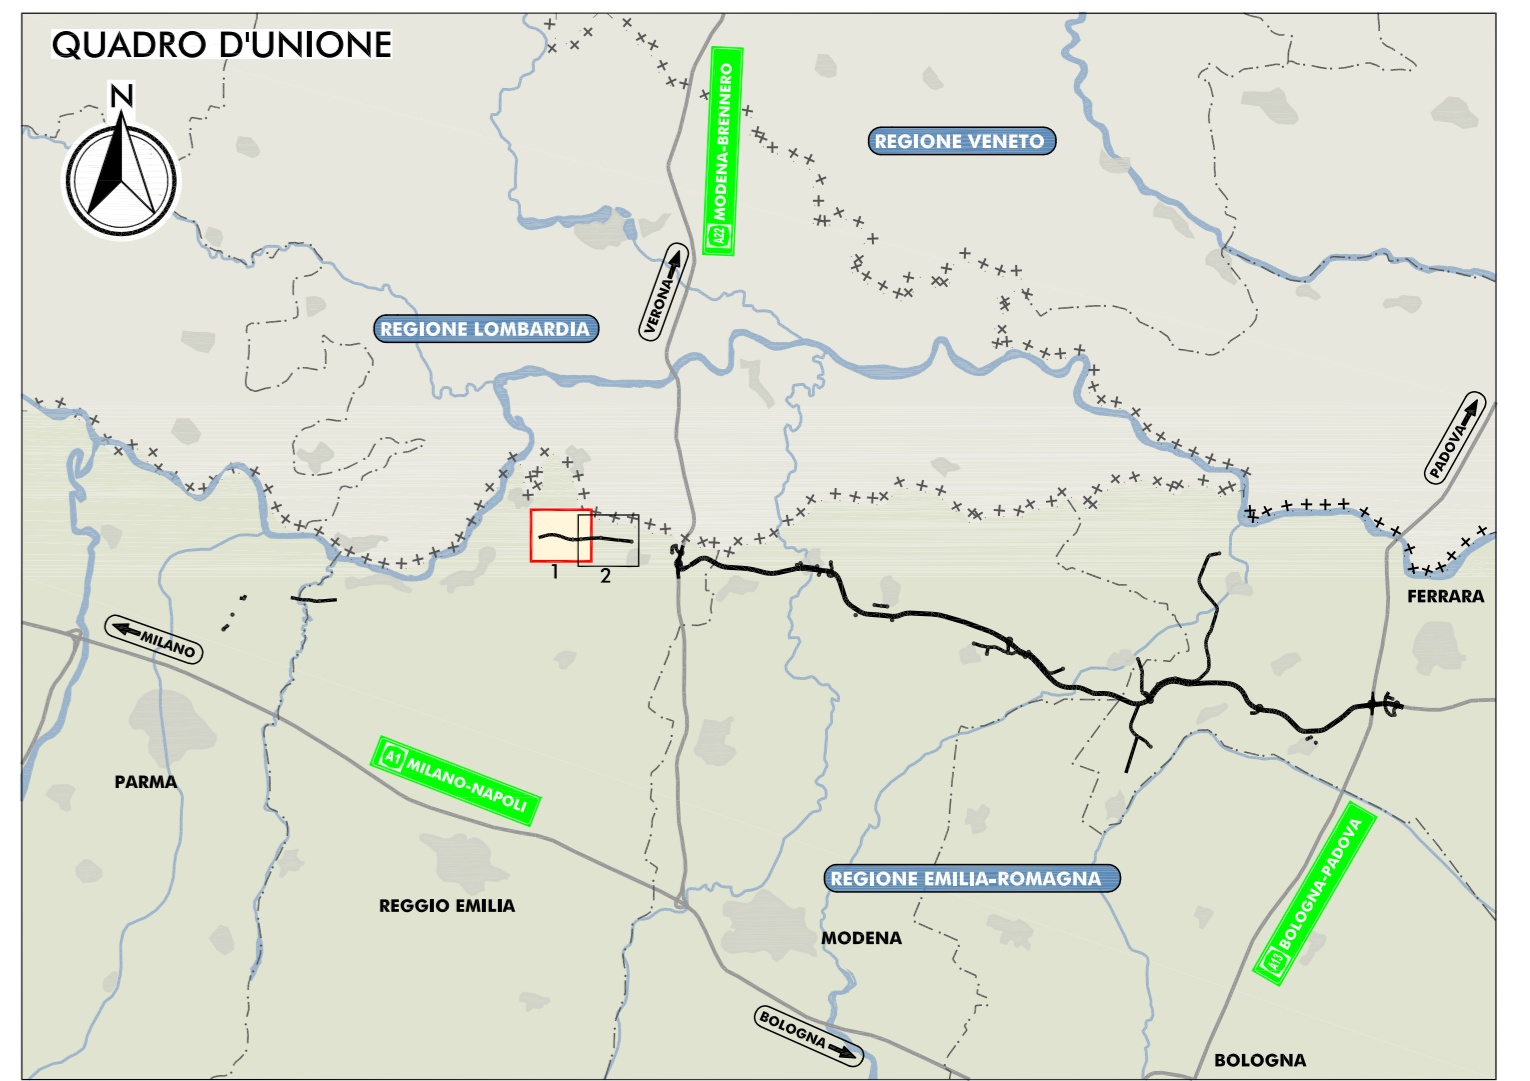 QUADRO D'UNIONE
N
A22 MODENA-BRENNERO
REGIONE VENETO
VERONA
REGIONE LOMBARDIA
PADOVA
1
2
FERRARA
MILANO
PARMA
A1 MILANO-NAPOLI
REGIONE EMILIA-ROMAGNA
A13 BOLOGNA-PADOVA
REGGIO EMILIA
MODENA
BOLOGNA
BOLOGNA